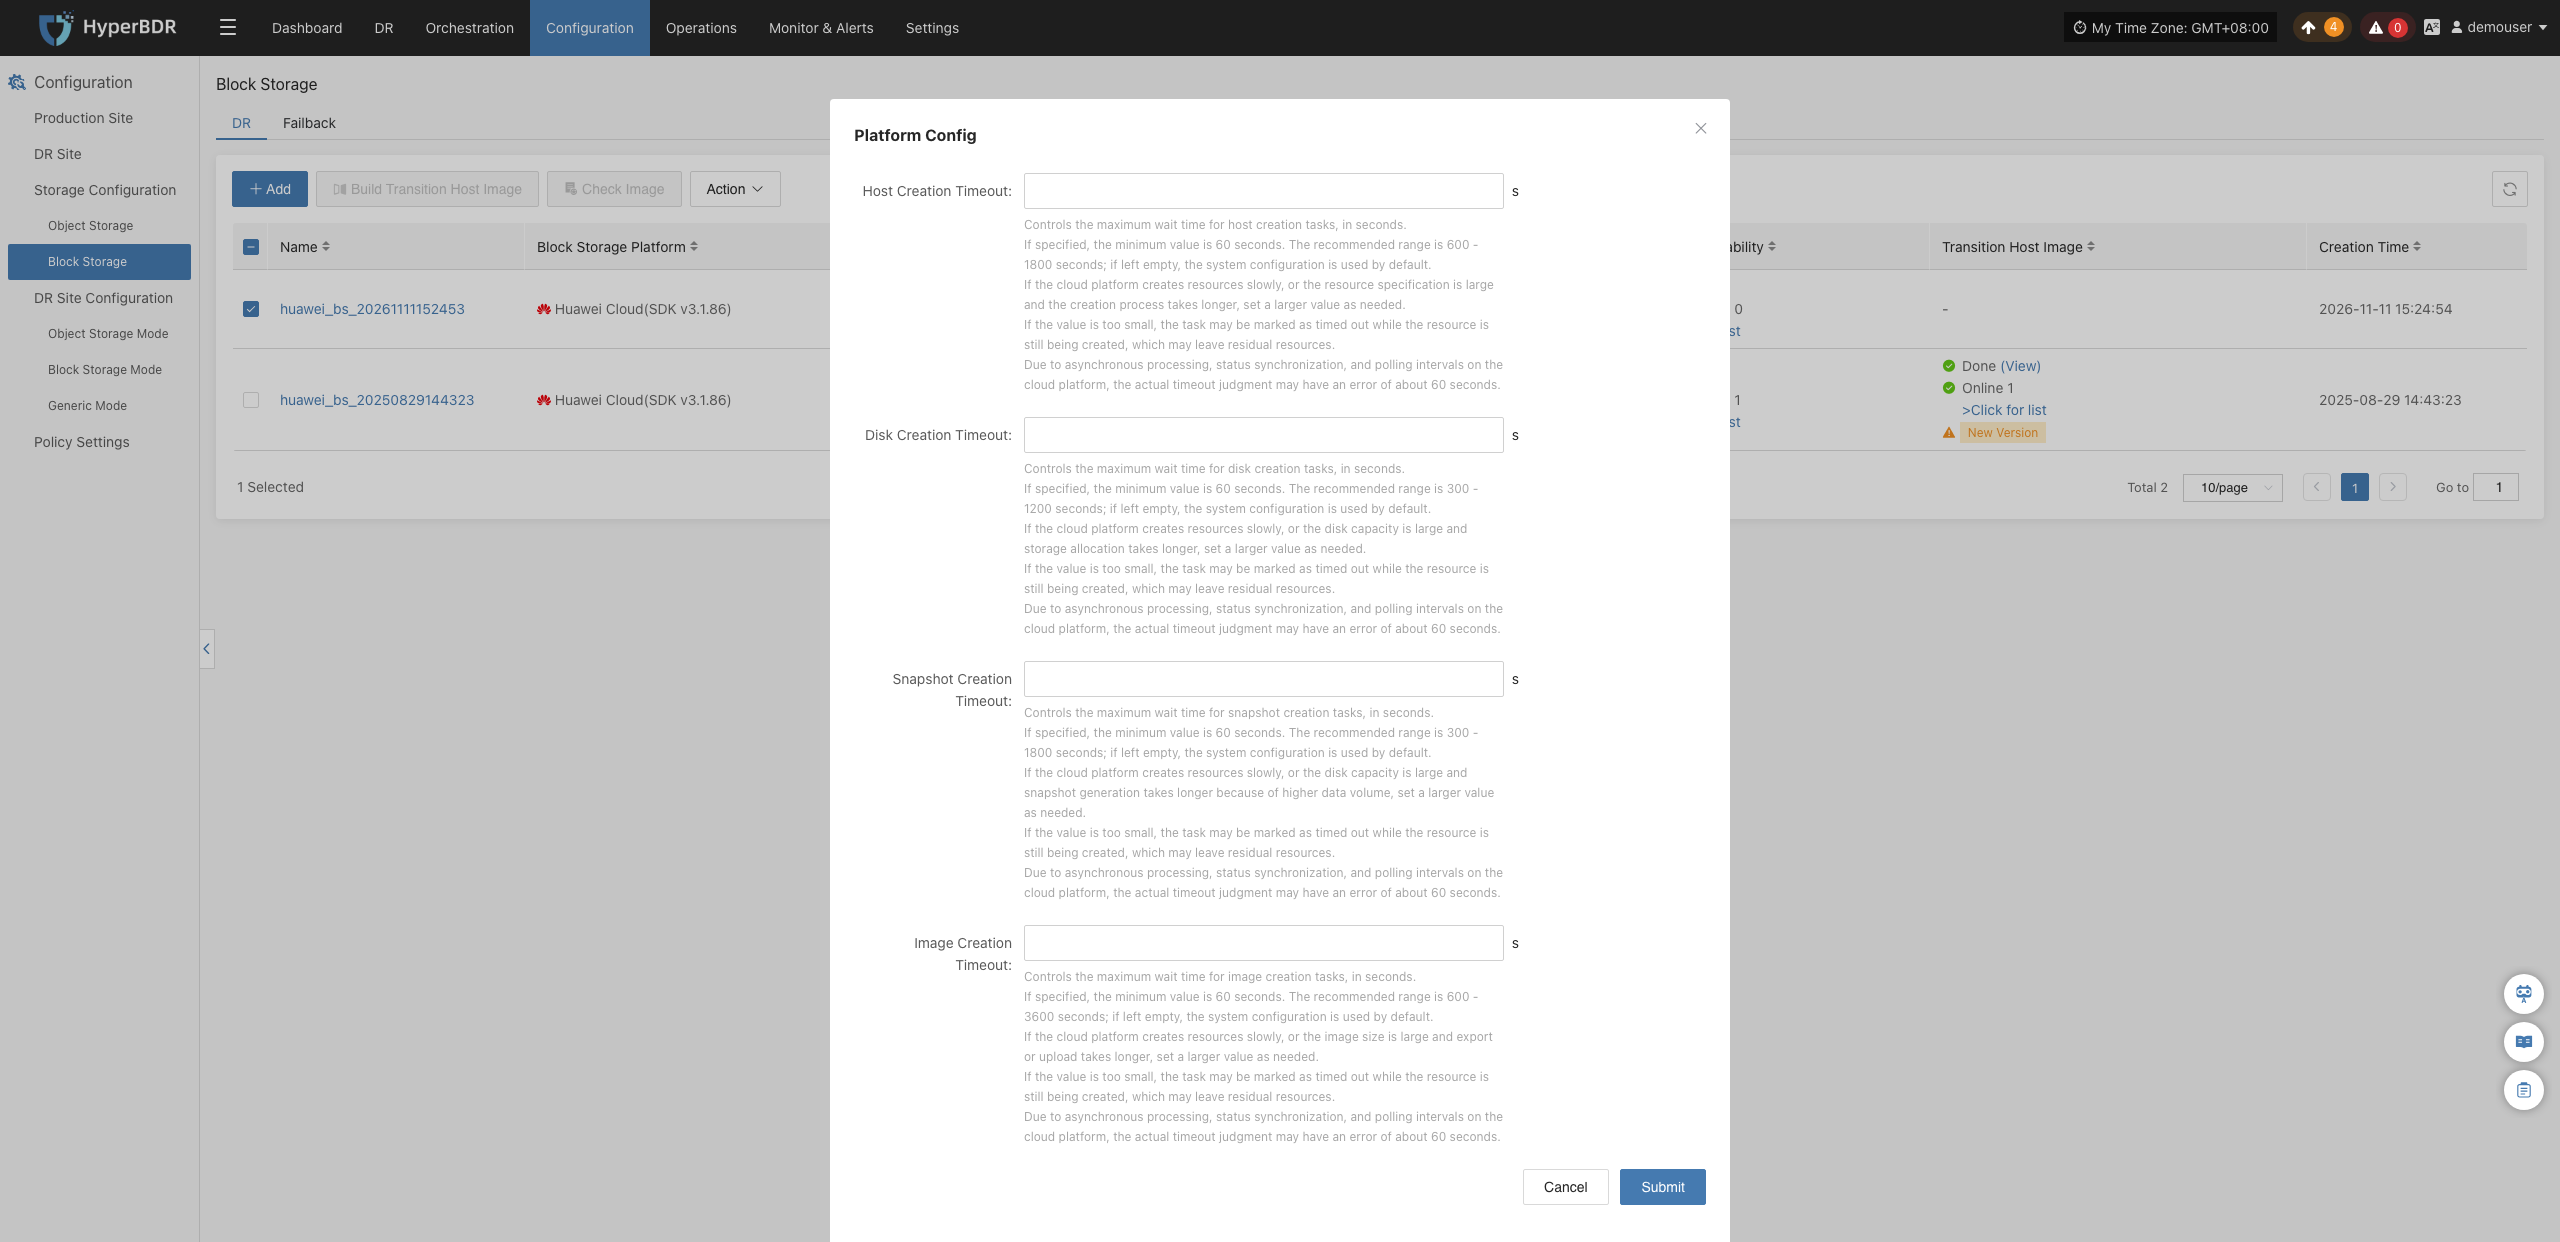 HyperBDR
Dashboard
DR
Orchestration
Configuration
Operations
Monitor & Alerts
Settings
My Time Zone: GMT+08:00
4
0
demouser
Configuration
Production Site
DR Site
Storage Configuration
Object Storage
Block Storage
DR Site Configuration
Object Storage Mode
Block Storage Mode
Generic Mode
Policy Settings
Block Storage
DR
Failback
Add
Build Transition Host Image
Check Image
Action
Name
Block Storage Platform
bility
Transition Host Image
Creation Time
huawei_bs_20261111152453
Huawei Cloud(SDK v3.1.86)
0
st
-
2026-11-11 15:24:54
huawei_bs_20250829144323
Huawei Cloud(SDK v3.1.86)
1
st
Done (View)
Online 1
>Click for list
New Version
2025-08-29 14:43:23
1 Selected
Total 2
10/page
1
Go to
1
Platform Config
Host Creation Timeout:
s
Controls the maximum wait time for host creation tasks, in seconds.
If specified, the minimum value is 60 seconds. The recommended range is 600 -
1800 seconds; if left empty, the system configuration is used by default.
If the cloud platform creates resources slowly, or the resource specification is large
and the creation process takes longer, set a larger value as needed.
If the value is too small, the task may be marked as timed out while the resource is
still being created, which may leave residual resources.
Due to asynchronous processing, status synchronization, and polling intervals on the
cloud platform, the actual timeout judgment may have an error of about 60 seconds.
Disk Creation Timeout:
s
Controls the maximum wait time for disk creation tasks, in seconds.
If specified, the minimum value is 60 seconds. The recommended range is 300 -
1200 seconds; if left empty, the system configuration is used by default.
If the cloud platform creates resources slowly, or the disk capacity is large and
storage allocation takes longer, set a larger value as needed.
If the value is too small, the task may be marked as timed out while the resource is
still being created, which may leave residual resources.
Due to asynchronous processing, status synchronization, and polling intervals on the
cloud platform, the actual timeout judgment may have an error of about 60 seconds.
Snapshot Creation
Timeout:
s
Controls the maximum wait time for snapshot creation tasks, in seconds.
If specified, the minimum value is 60 seconds. The recommended range is 300 -
1800 seconds; if left empty, the system configuration is used by default.
If the cloud platform creates resources slowly, or the disk capacity is large and
snapshot generation takes longer because of higher data volume, set a larger value
as needed.
If the value is too small, the task may be marked as timed out while the resource is
still being created, which may leave residual resources.
Due to asynchronous processing, status synchronization, and polling intervals on the
cloud platform, the actual timeout judgment may have an error of about 60 seconds.
Image Creation
Timeout:
s
Controls the maximum wait time for image creation tasks, in seconds.
If specified, the minimum value is 60 seconds. The recommended range is 600 -
3600 seconds; if left empty, the system configuration is used by default.
If the cloud platform creates resources slowly, or the image size is large and export
or upload takes longer, set a larger value as needed.
If the value is too small, the task may be marked as timed out while the resource is
still being created, which may leave residual resources.
Due to asynchronous processing, status synchronization, and polling intervals on the
cloud platform, the actual timeout judgment may have an error of about 60 seconds.
Cancel
Submit